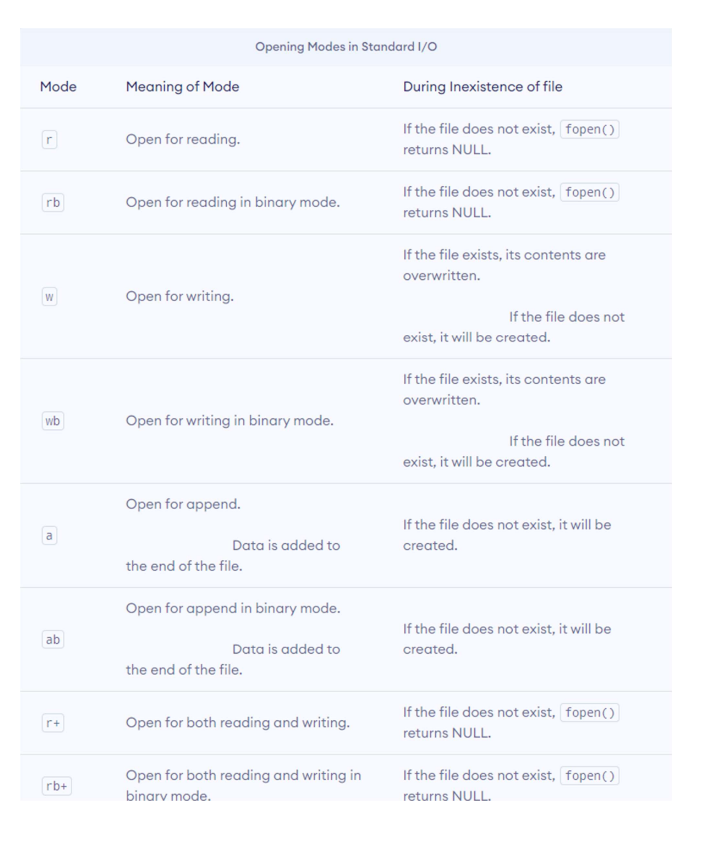 Opening Modes in Standard I/O
Mode Meaning of Mode During Inexistence of file
r Open for reading. If the file does not exist, fopen()
returns NULL.
rb Open for reading in binary mode. If the file does not exist, fopen()
returns NULL.
If the file exists, its contents are
overwritten.
w Open for writing.
If the file does not
exist, it will be created.
If the file exists, its contents are
overwritten.
wb Open for writing in binary mode.
If the file does not
exist, it will be created.
Open for append.
a If the file does not exist, it will be
created.
Data is added to
the end of the file.
Open for append in binary mode.
ab If the file does not exist, it will be
created.
Data is added to
the end of the file.
r+ Open for both reading and writing. If the file does not exist, fopen()
returns NULL.
rb+ Open for both reading and writing in If the file does not exist, fopen()
binary mode. returns NULL.